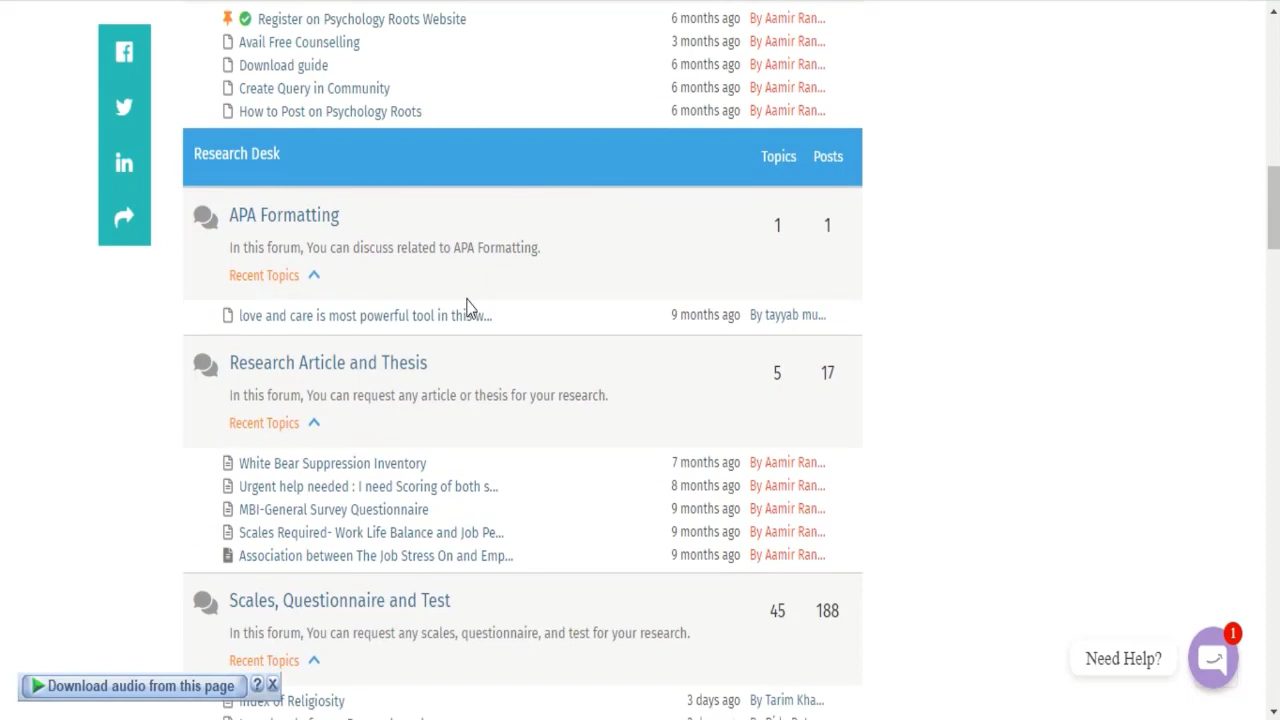 Register on Psychology Roots Website 6 months ago By Aamir Ran...
Avail Free Counselling 3 months ago By Aamir Ran...
Download guide 6 months ago By Aamir Ran...
Create Query in Community 6 months ago By Aamir Ran...
How to Post on Psychology Roots 6 months ago By Aamir Ran...
Research Desk Topics Posts
APA Formatting 1 1
In this forum, You can discuss related to APA Formatting.
Recent Topics
love and care is most powerful tool in this w... 9 months ago By tayyab mu...
Research Article and Thesis 5 17
In this forum, You can request any article or thesis for your research.
Recent Topics
White Bear Suppression Inventory 7 months ago By Aamir Ran...
Urgent help needed : I need Scoring of both s... 8 months ago By Aamir Ran...
MBI-General Survey Questionnaire 9 months ago By Aamir Ran...
Scales Required- Work Life Balance and Job Pe... 9 months ago By Aamir Ran...
Association between The Job Stress On and Emp... 9 months ago By Aamir Ran...
Scales, Questionnaire and Test 45 188
In this forum, You can request any scales, questionnaire, and test for your research.
Recent Topics
Index of Religiosity 3 days ago By Tarim Kha...
Need Help? 1
Download audio from this page ? X